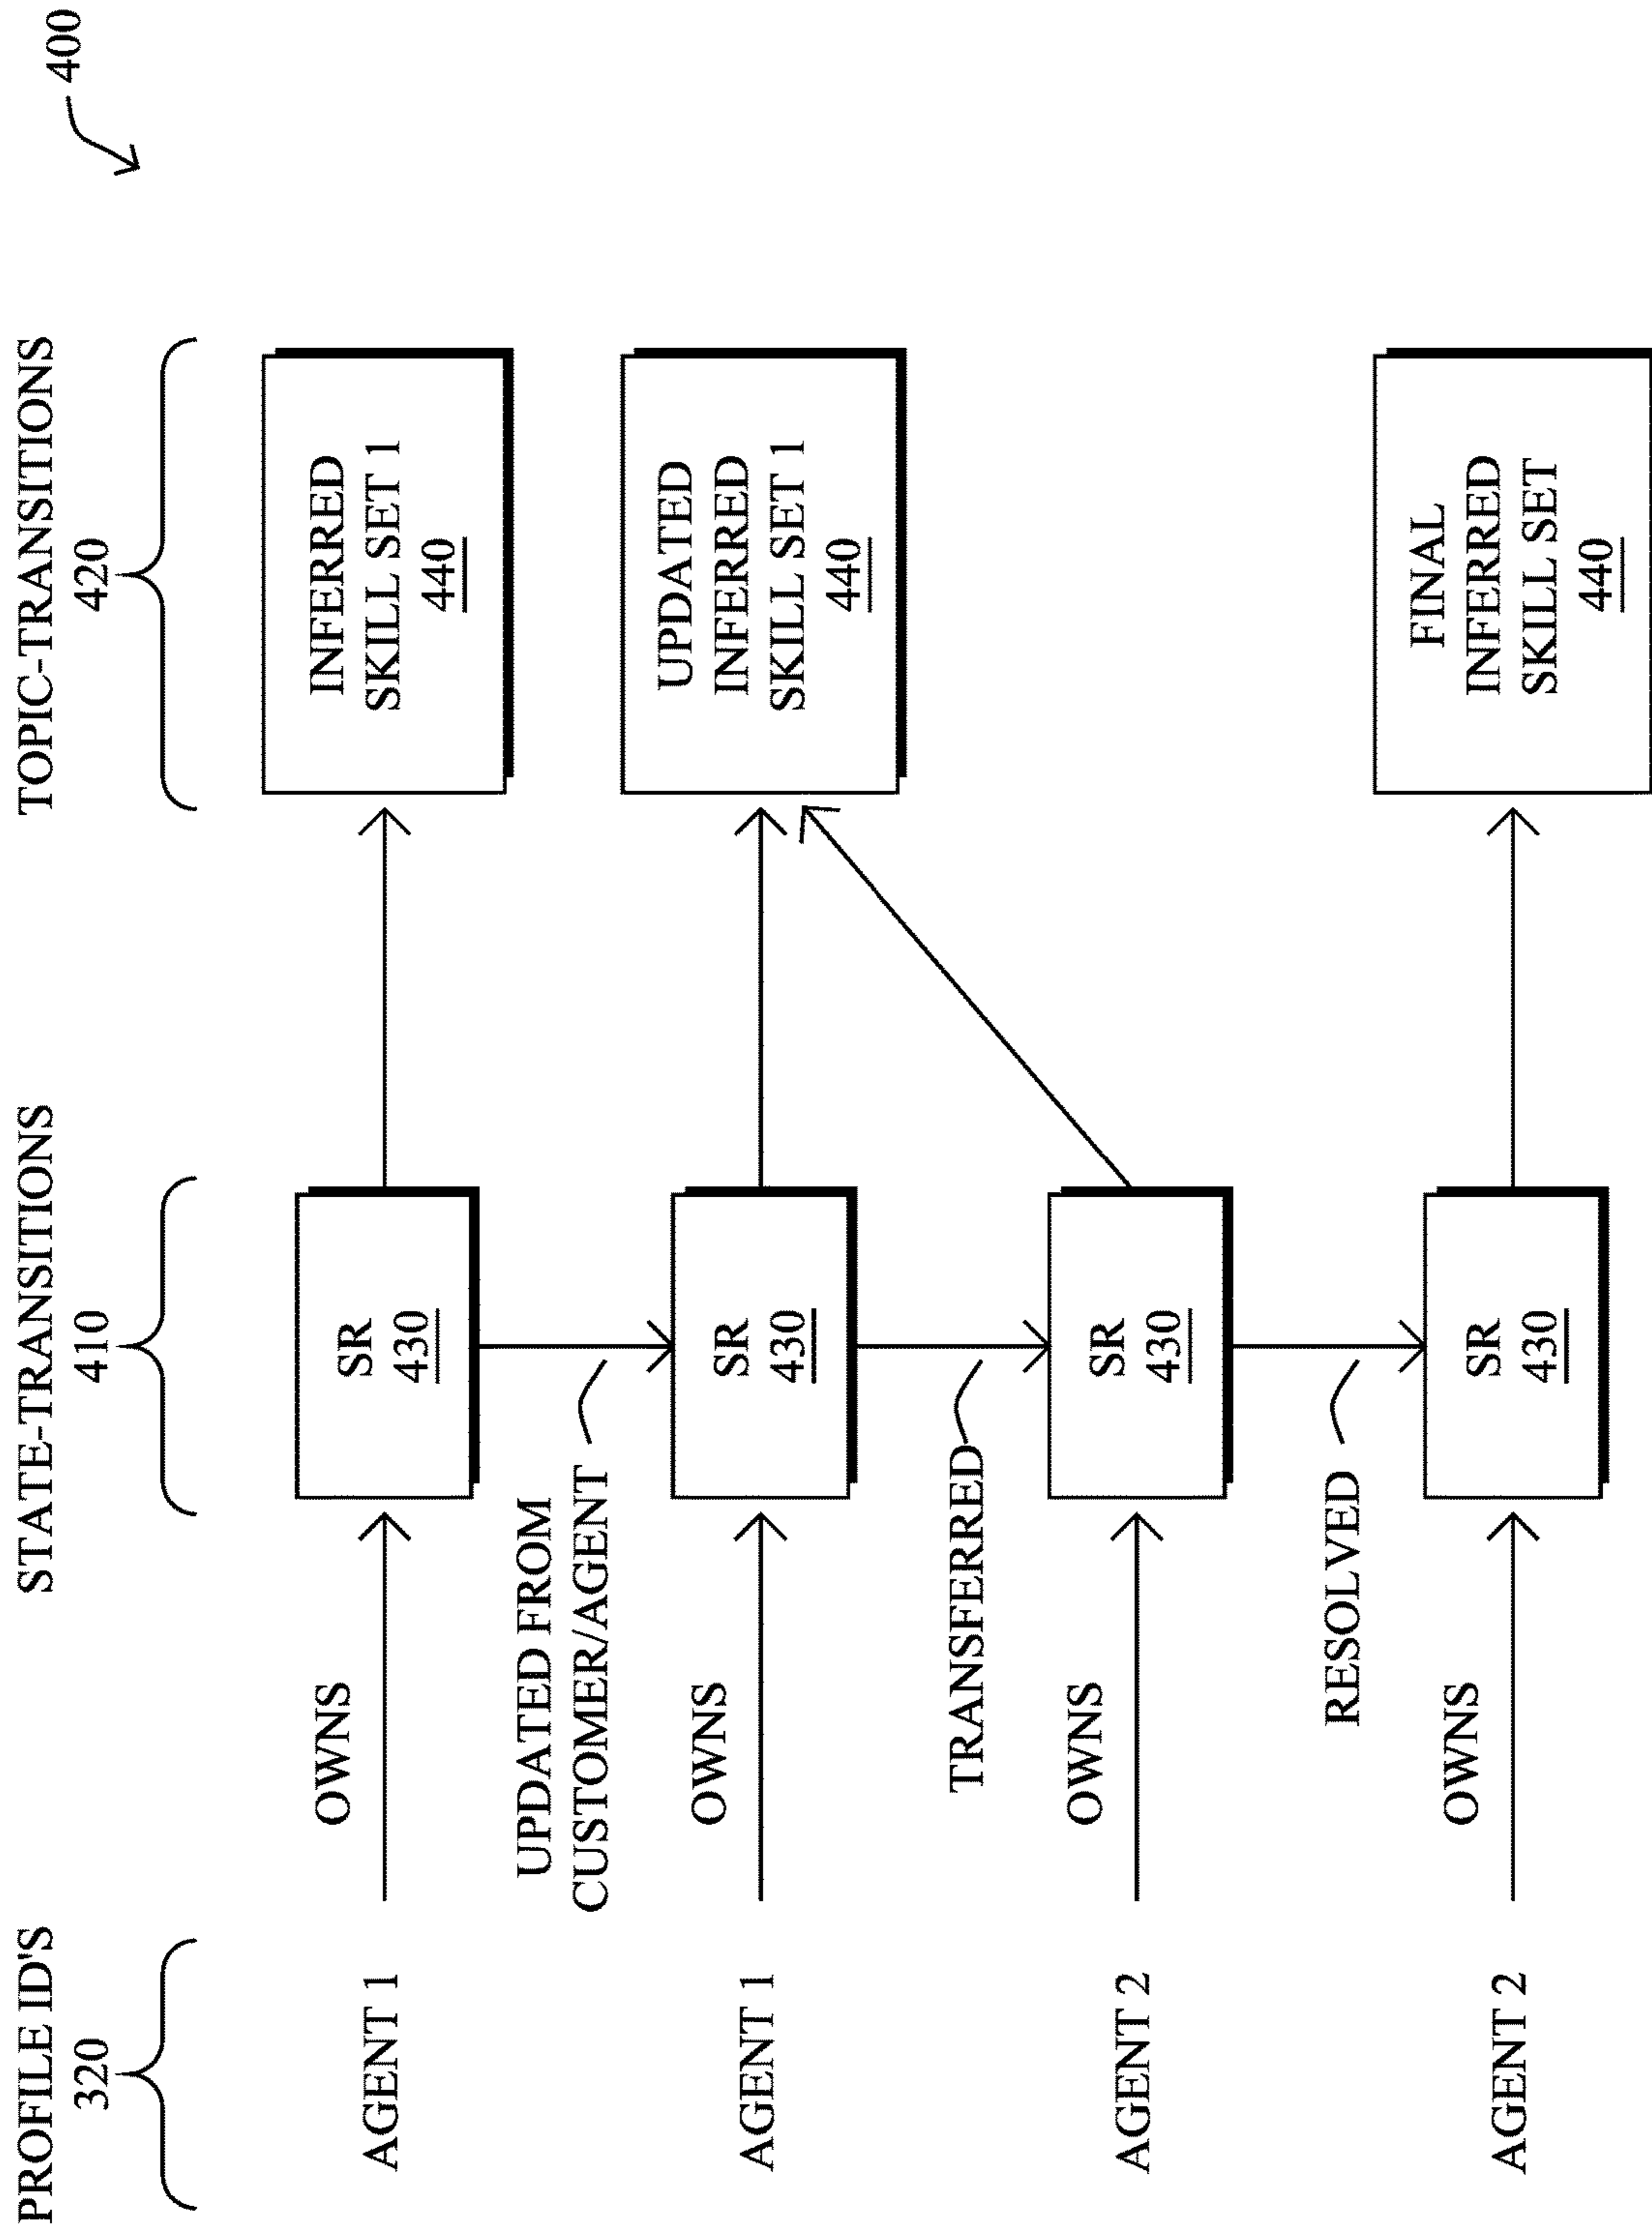 400
PROFILE ID'S
320
STATE-TRANSITIONS
410
TOPIC-TRANSITIONS
420
AGENT 1
OWNS
SR
430
INFERRED
SKILL SET 1
440
UPDATED FROM
CUSTOMER/AGENT
AGENT 1
OWNS
SR
430
UPDATED
INFERRED
SKILL SET 1
440
TRANSFERRED
AGENT 2
OWNS
SR
430
RESOLVED
AGENT 2
OWNS
SR
430
FINAL
INFERRED
SKILL SET
440